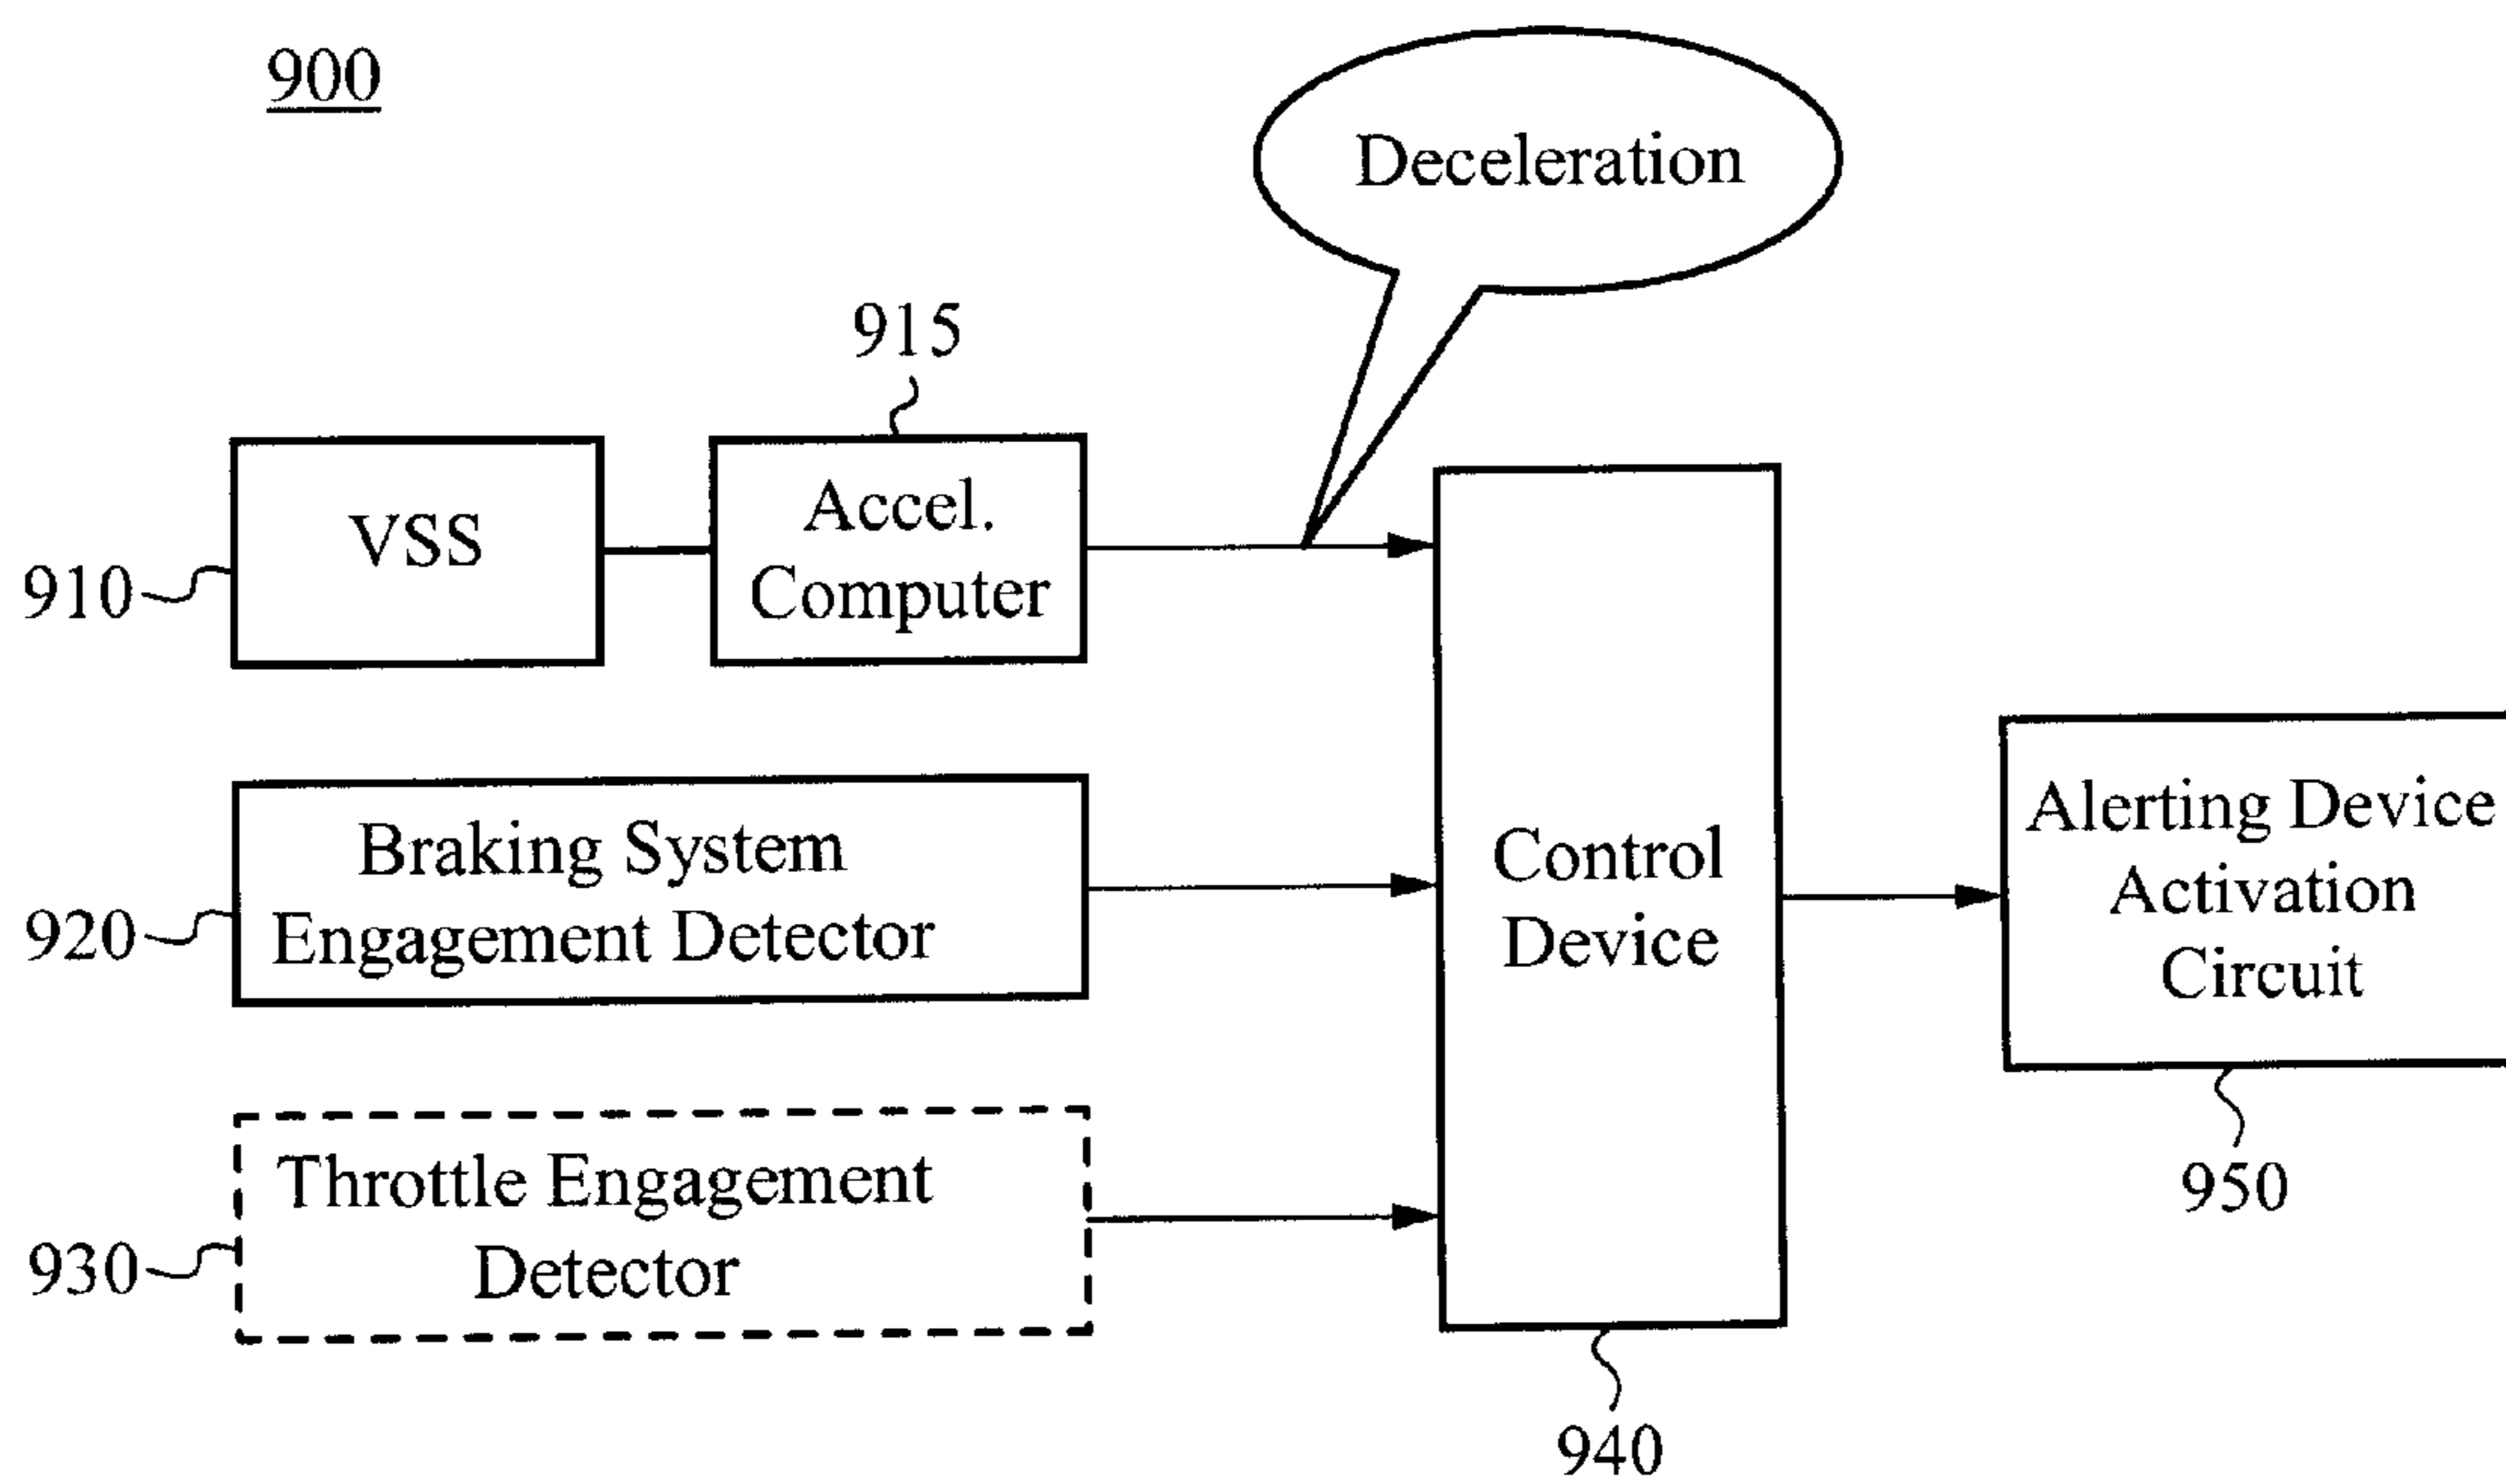 900
Deceleration
915
VSS
Accel.
Computer
910
Braking System
Engagement Detector
920
Control
Device
Alerting Device
Activation
Circuit
950
Throttle Engagement
Detector
930
940